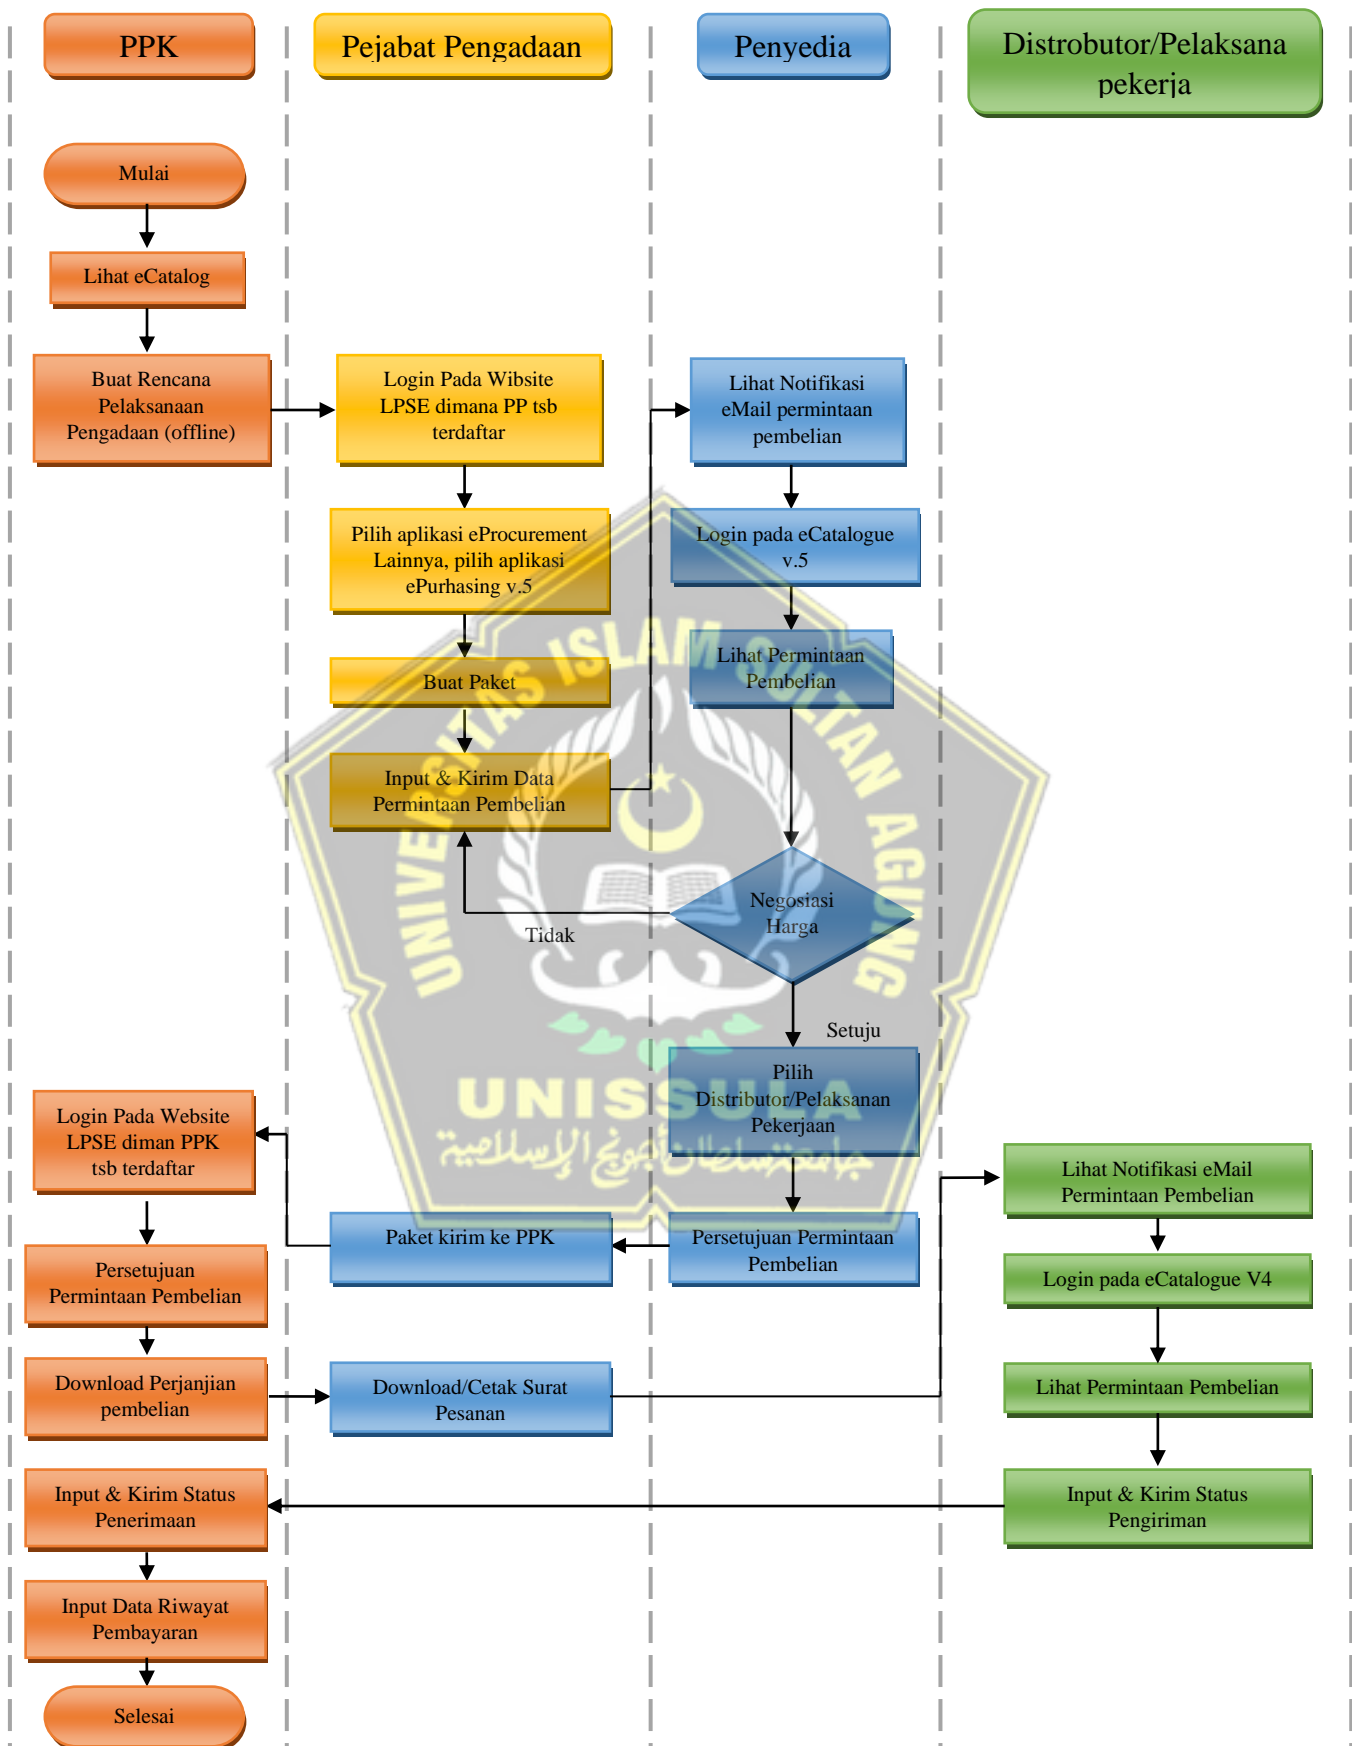 PPK
Pejabat Pengadaan
Penyedia
Distrobutor/Pelaksana
pekerja
Mulai
Lihat eCatalog
Buat Rencana
Pelaksanaan
Pengadaan (offline)
Login Pada Wibsite
LPSE dimana PP tsb
terdaftar
Lihat Notifikasi
eMail permintaan
pembelian
Pilih aplikasi eProcurement
Lainnya, pilih aplikasi
ePurhasing v.5
Login pada eCatalogue
v.5
Buat Paket
Lihat Permintaan
Pembelian
Input & Kirim Data
Permintaan Pembelian
Negosiasi
Harga
Tidak
Setuju
Pilih
Distributor/Pelaksanan
Pekerjaan
UNIVERSITAS ISLAM SULTAN AGUNG
UNISSULA
جامعتسلطان أجونج الإسلامية
Login Pada Website
LPSE diman PPK
tsb terdaftar
Lihat Notifikasi eMail
Permintaan Pembelian
Paket kirim ke PPK
Persetujuan Permintaan
Pembelian
Persetujuan
Permintaan Pembelian
Login pada eCatalogue V4
Download Perjanjian
pembelian
Download/Cetak Surat
Pesanan
Lihat Permintaan Pembelian
Input & Kirim Status
Penerimaan
Input & Kirim Status
Pengiriman
Input Data Riwayat
Pembayaran
Selesai